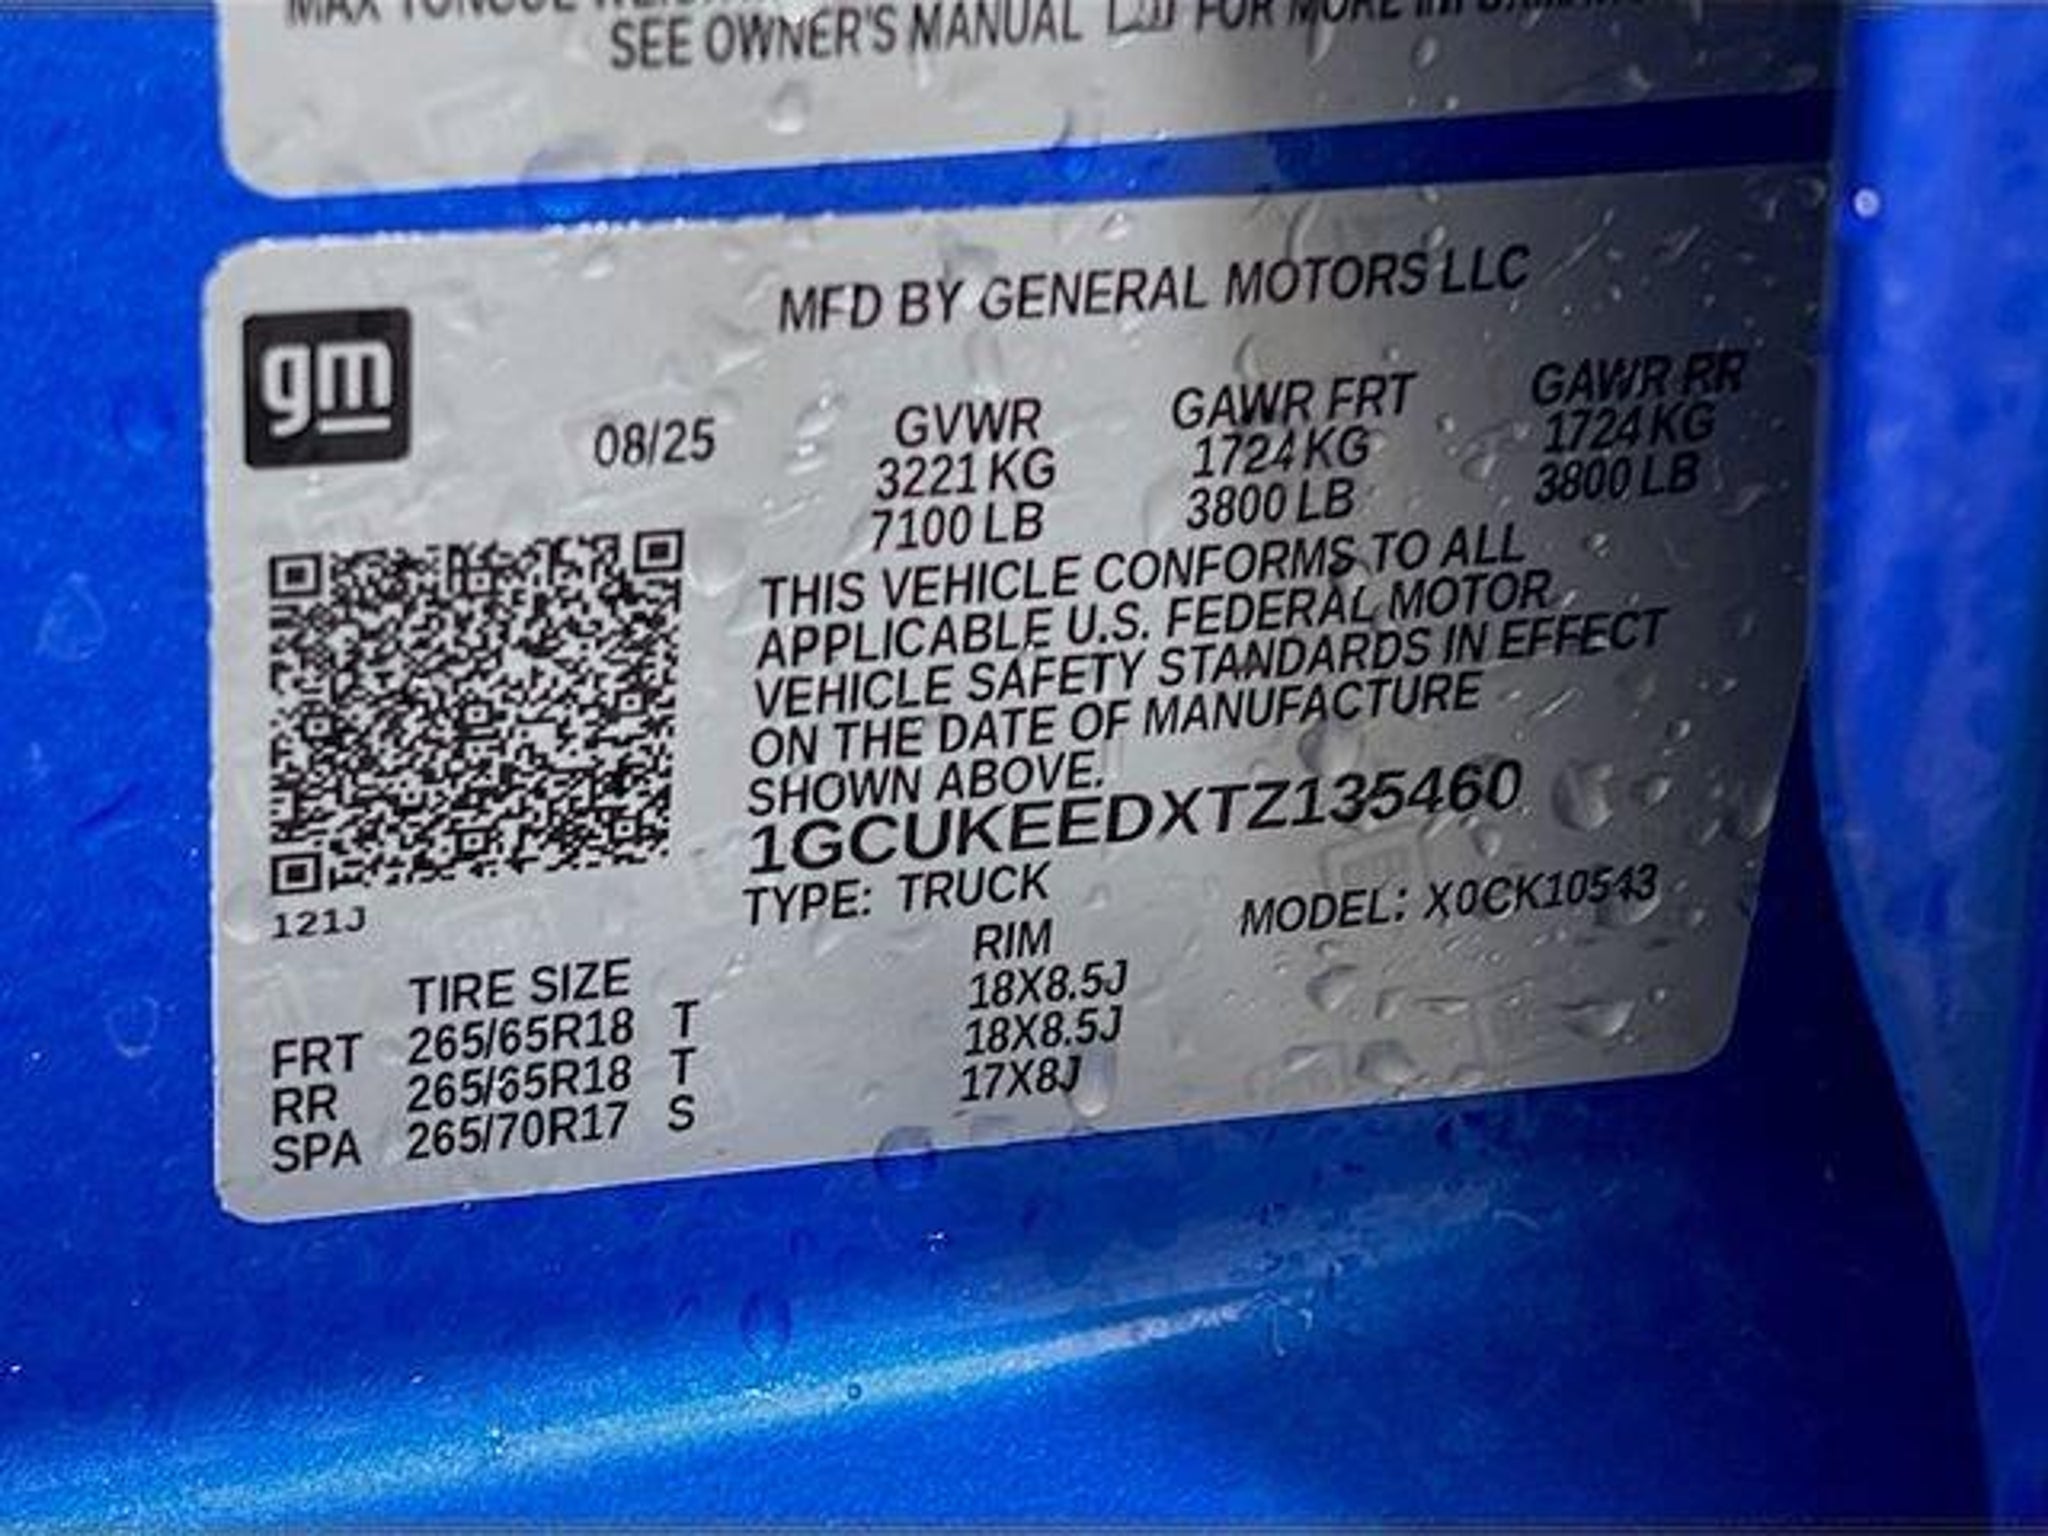 MAX TONGUE
SEE OWNER'S MANUAL FOR MORE
MFD BY GENERAL MOTORS LLC
gm
08/25
GVWR GAWR FRT GAWR RR
3221 KG 1724 KG 1724 KG
7100 LB 3800 LB 3800 LB
THIS VEHICLE CONFORMS TO ALL
APPLICABLE U.S. FEDERAL MOTOR
VEHICLE SAFETY STANDARDS IN EFFECT
ON THE DATE OF MANUFACTURE
SHOWN ABOVE.
1GCUKEEDXTZ135460
TYPE: TRUCK MODEL: X0CK10543
121J
TIRE SIZE RIM
FRT 265/65R18 T 18X8.5J
RR 265/65R18 T 18X8.5J
SPA 265/70R17 S 17X8J